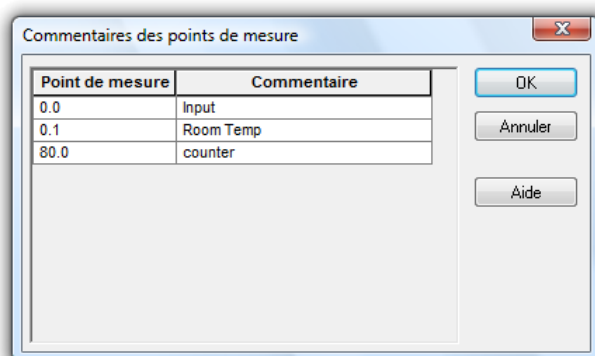 Commentaires des points de mesure
Point de mesure Commentaire
0.0 Input
0.1 Room Temp
80.0 counter
OK
Annuler
Aide